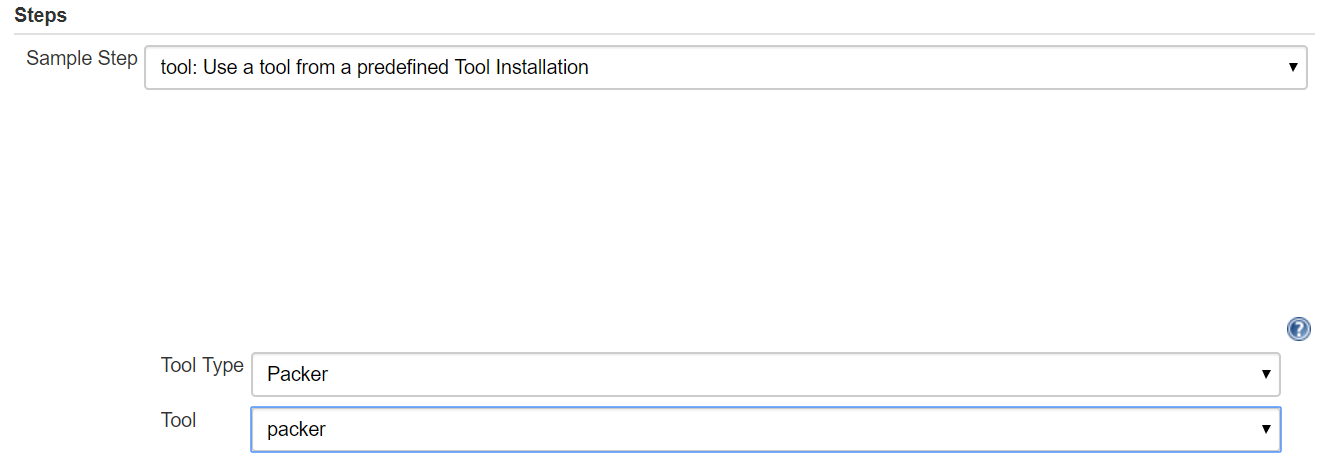 Steps
Sample Step
tool: Use a tool from a predefined Tool Installation
?
Tool Type
Packer
Tool
packer